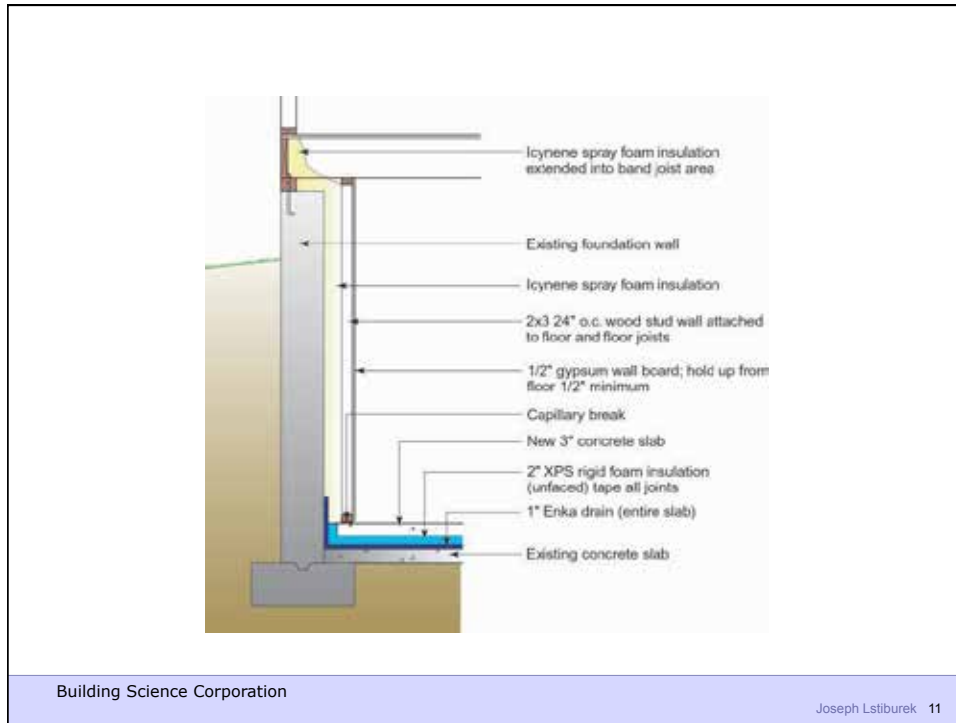 Icynene spray foam insulation
extended into band joist area
Existing foundation wall
Icynene spray foam insulation
2x3 24" o.c. wood stud wall attached
to floor and floor joists
1/2" gypsum wall board; hold up from
floor 1/2" minimum
Capillary break
New 3" concrete slab
2" XPS rigid foam insulation
(unfaced) tape all joints
1" Enka drain (entire slab)
Existing concrete slab
Building Science Corporation
Joseph Lstiburek 11